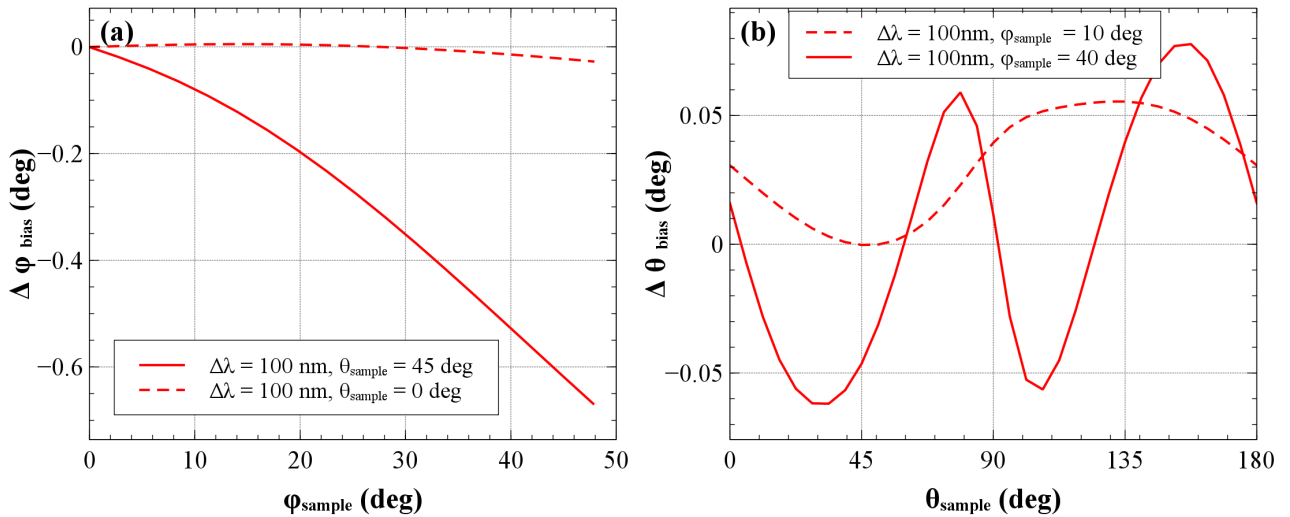 (a)
0
−0.2
−0.4
−0.6
Δ φ bias (deg)
Δλ = 100 nm, θsample = 45 deg
Δλ = 100 nm, θsample = 0 deg
0 10 20 30 40 50
φsample (deg)
(b)
Δλ = 100nm, φsample = 10 deg
Δλ = 100nm, φsample = 40 deg
0.05
0
−0.05
Δ θ bias (deg)
0 45 90 135 180
θsample (deg)